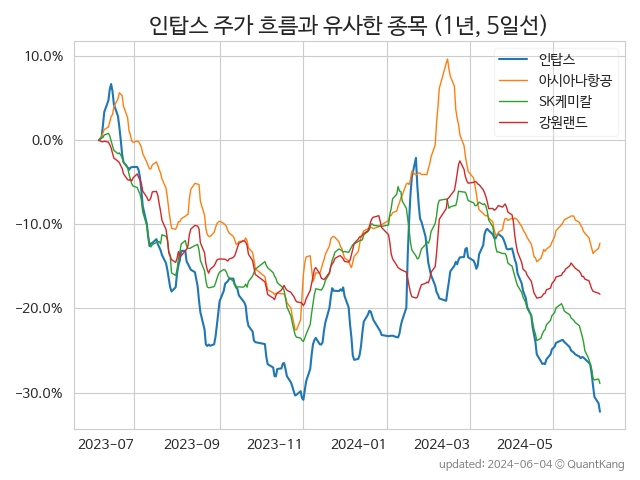 인탑스 주가 흐름과 유사한 종목 (1년, 5일선)
인탑스
아시아나항공
SK케미칼
강원랜드
10.0%
0.0%
−10.0%
−20.0%
−30.0%
2023-07
2023-09
2023-11
2024-01
2024-03
2024-05
updated: 2024-06-04 © QuantKang